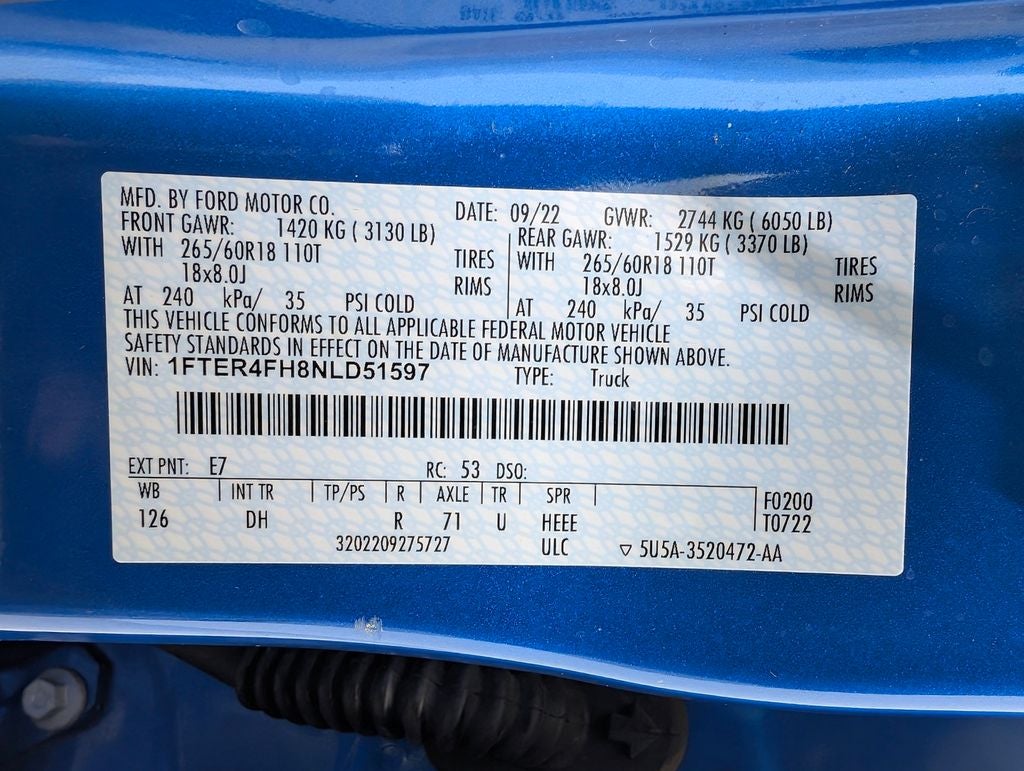 MFD. BY FORD MOTOR CO. DATE: 09/22 GVWR: 2744 KG ( 6050 LB)
FRONT GAWR: 1420 KG ( 3130 LB) REAR GAWR: 1529 KG ( 3370 LB)
WITH 265/60R18 110T TIRES WITH 265/60R18 110T TIRES
18x8.0J RIMS 18x8.0J RIMS
AT 240 kPa/ 35 PSI COLD AT 240 kPa/ 35 PSI COLD
THIS VEHICLE CONFORMS TO ALL APPLICABLE FEDERAL MOTOR VEHICLE
SAFETY STANDARDS IN EFFECT ON THE DATE OF MANUFACTURE SHOWN ABOVE.
VIN: 1FTER4FH8NLD51597 TYPE: Truck
EXT PNT: E7 RC: 53 DSO:
WB INT TR TP/PS R AXLE TR SPR F0200
126 DH R 71 U HEEE T0722
3202209275727 ULC ▽ 5U5A-3520472-AA